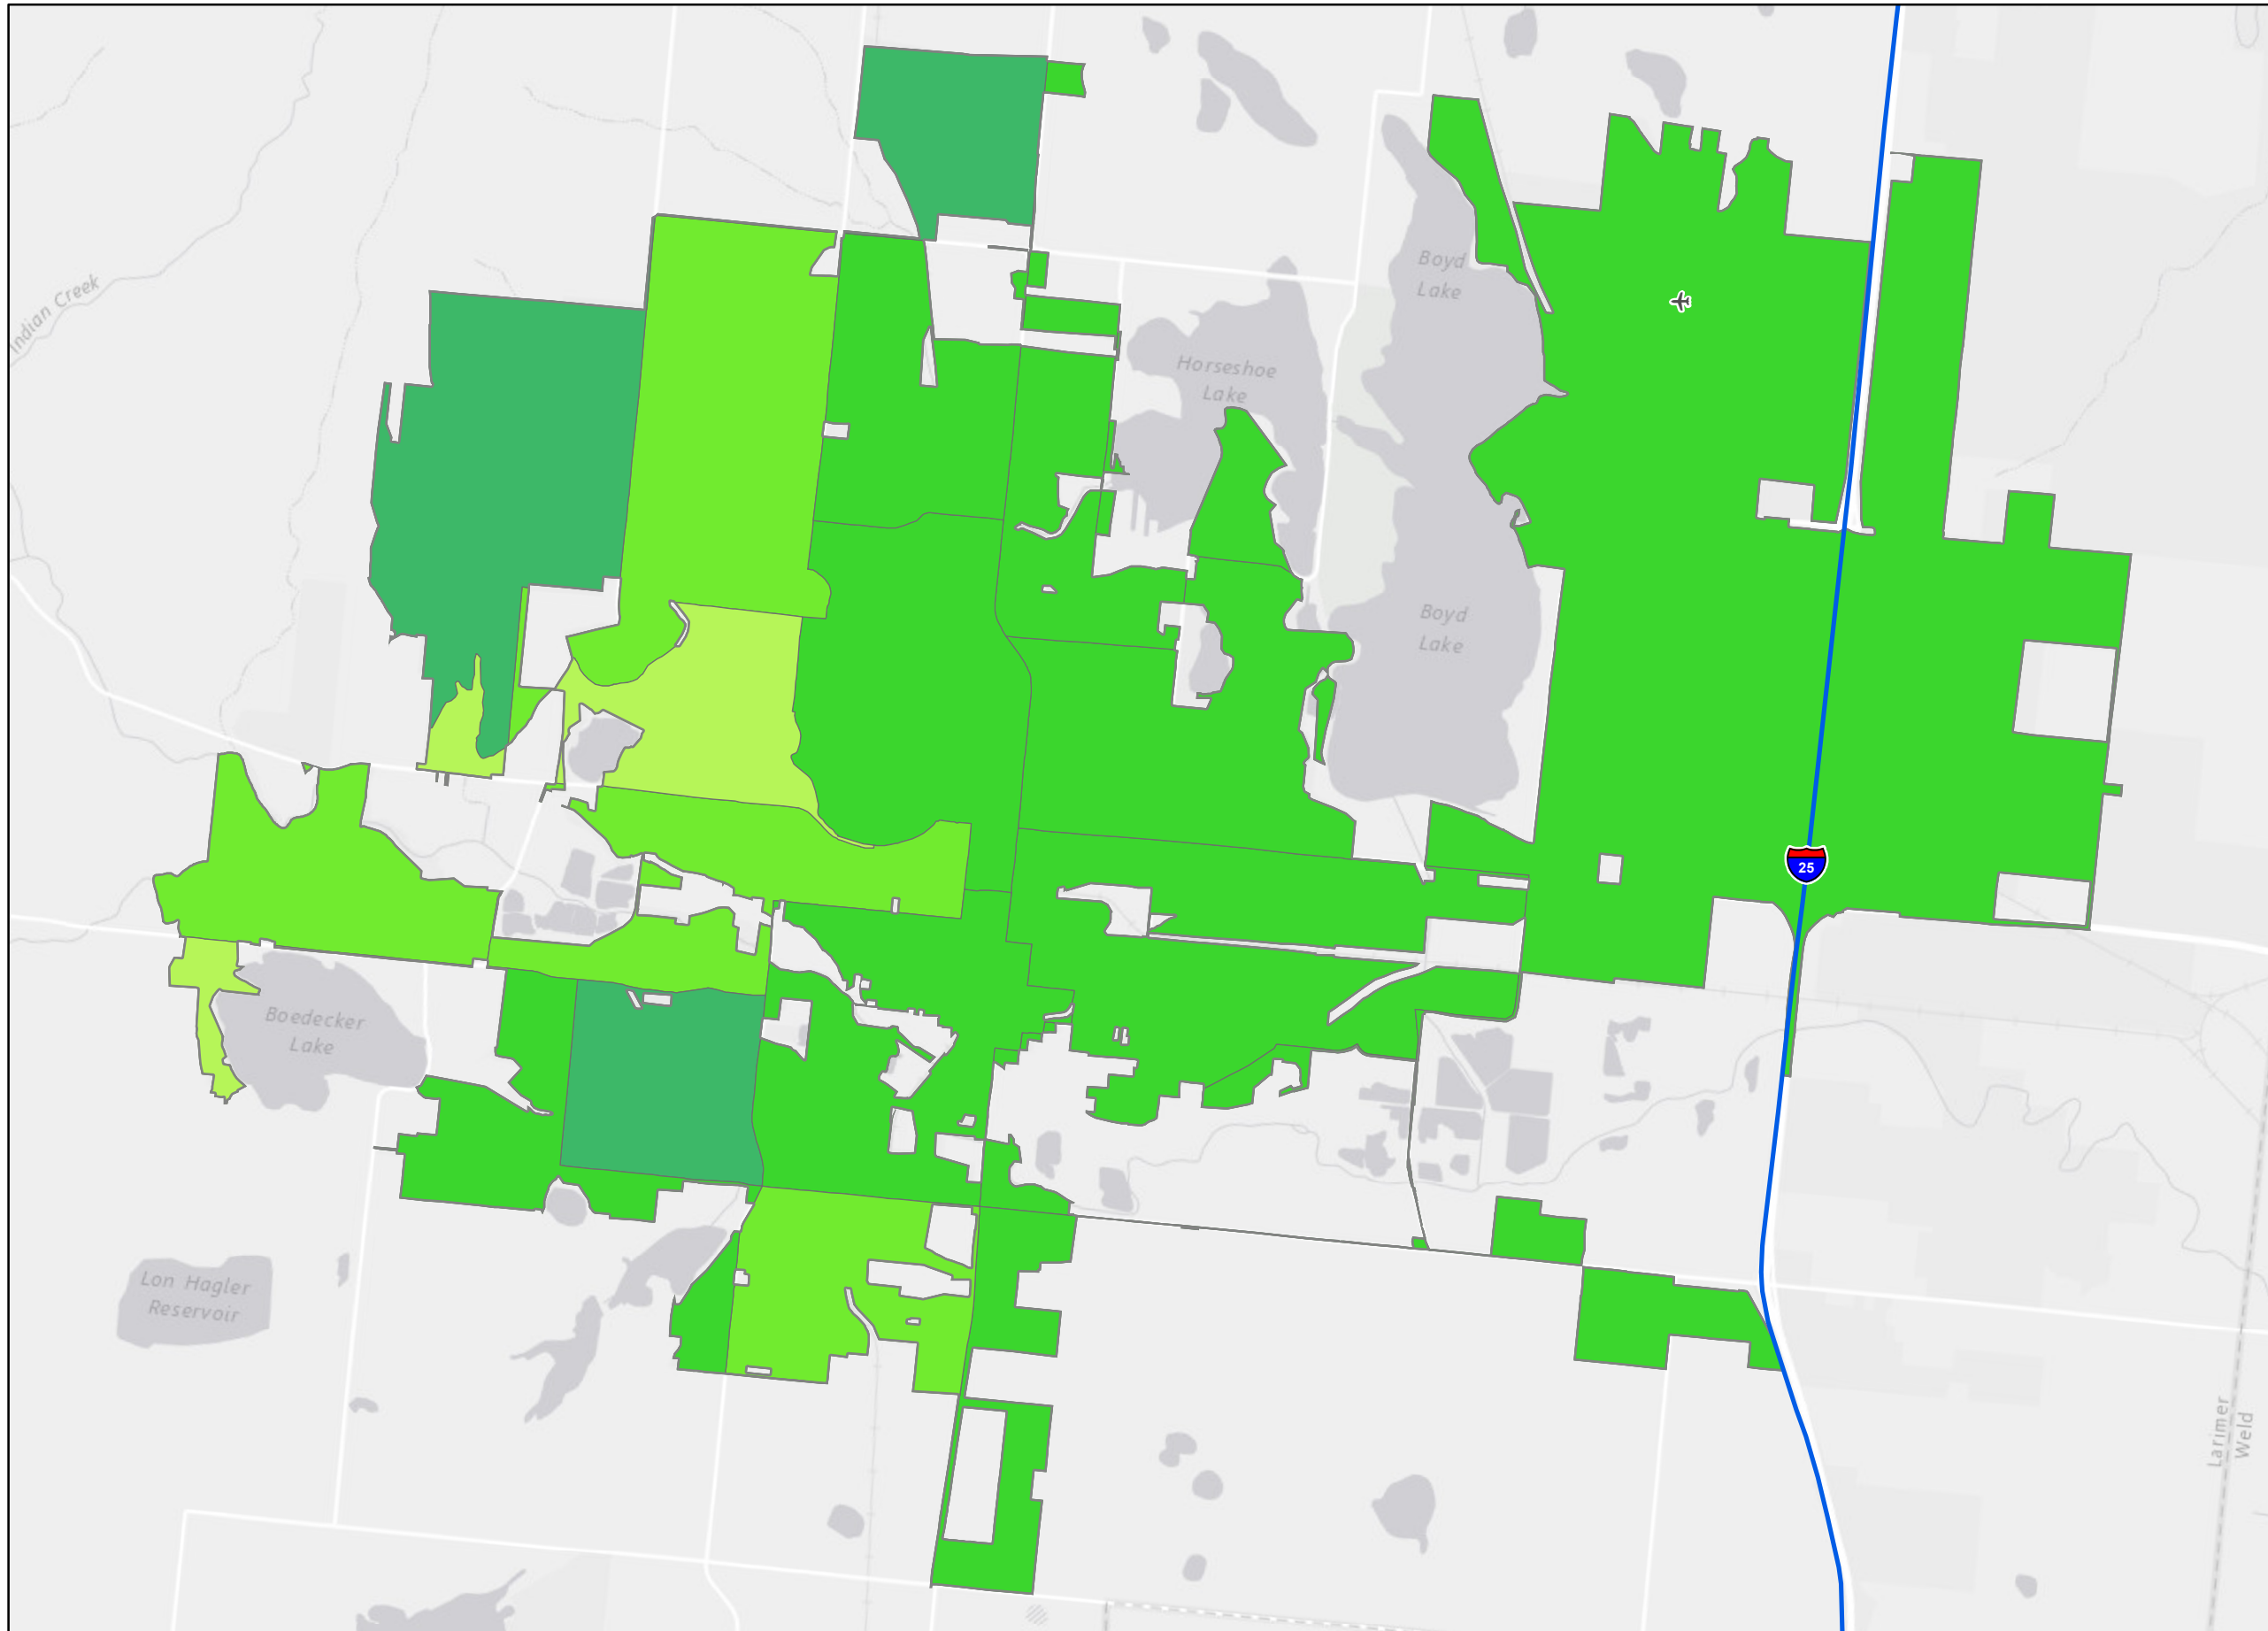 Indian Creek
Boyd
Lake
Horseshoe
Lake
Boyd
Lake
25
Boedecker
Lake
Lon Hagler
Reservoir
Larimer
Weld